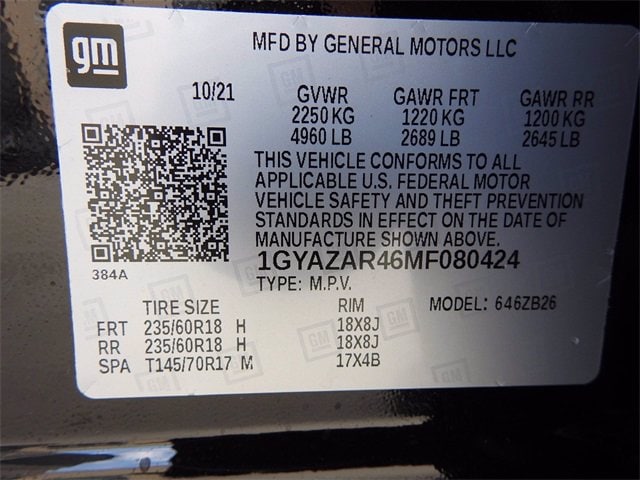 gm
MFD BY GENERAL MOTORS LLC
10/21 GVWR GAWR FRT GAWR RR
2250 KG 1220 KG 1200 KG
4960 LB 2689 LB 2645 LB
THIS VEHICLE CONFORMS TO ALL
APPLICABLE U.S. FEDERAL MOTOR
VEHICLE SAFETY AND THEFT PREVENTION
STANDARDS IN EFFECT ON THE DATE OF
MANUFACTURE SHOWN ABOVE.
384A
1GYAZAR46MF080424
TYPE: M.P.V.
TIRE SIZE RIM MODEL: 646ZB26
FRT 235/60R18 H 18X8J
RR 235/60R18 H 18X8J
SPA T145/70R17 M 17X4B